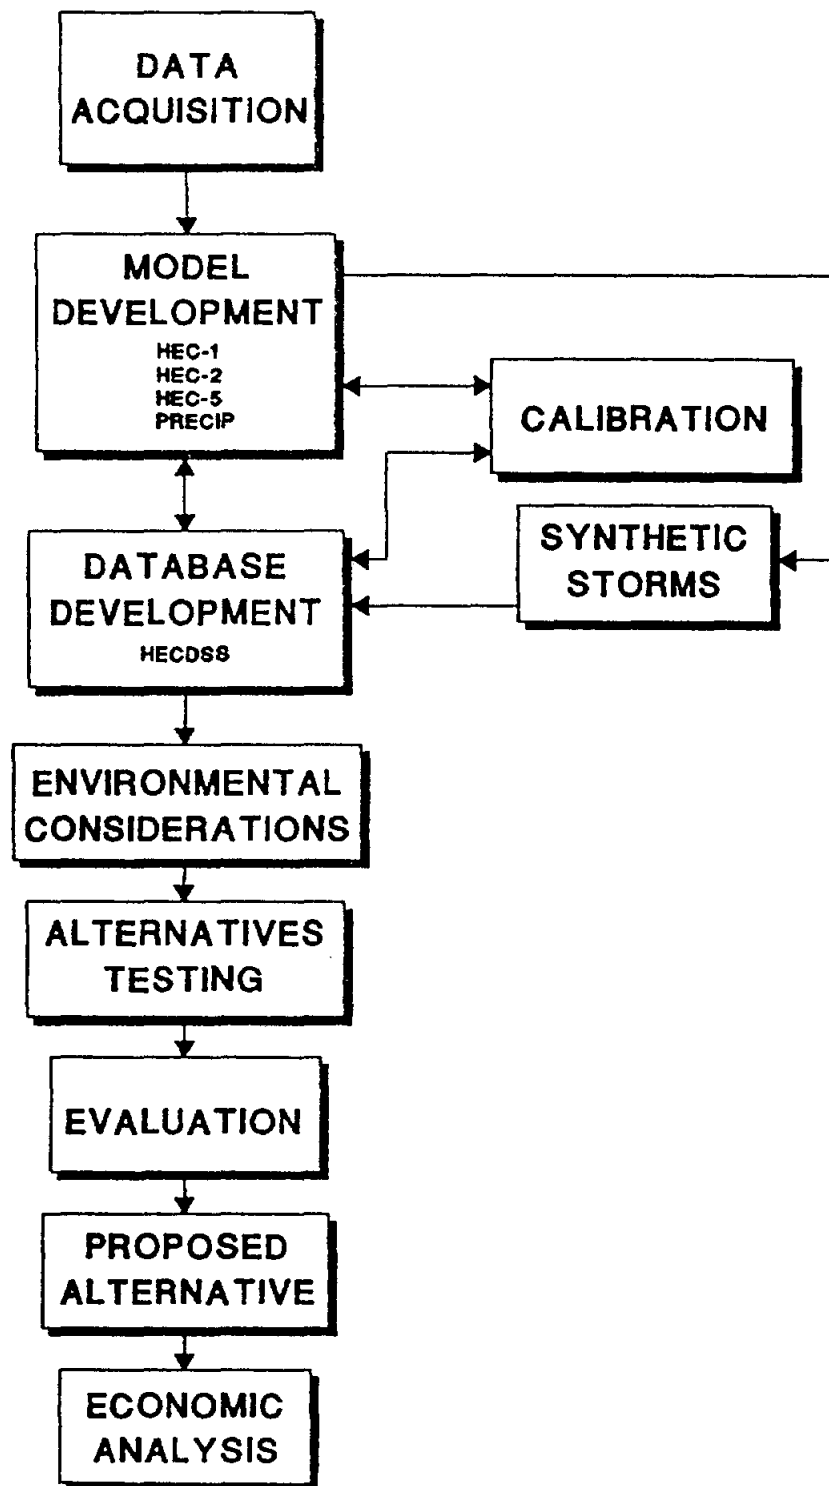 DATA
ACQUISITION
MODEL
DEVELOPMENT
HEC-1
HEC-2
HEC-5
PRECIP
CALIBRATION
SYNTHETIC
STORMS
DATABASE
DEVELOPMENT
HECDSS
ENVIRONMENTAL
CONSIDERATIONS
ALTERNATIVES
TESTING
EVALUATION
PROPOSED
ALTERNATIVE
ECONOMIC
ANALYSIS